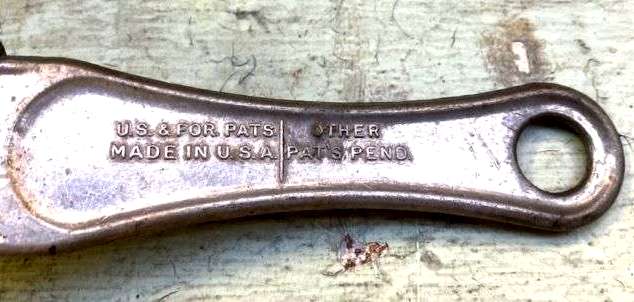 U.S. & FOR. PATS. OTHER
MADE IN U.S.A. PAT'S. PEND.